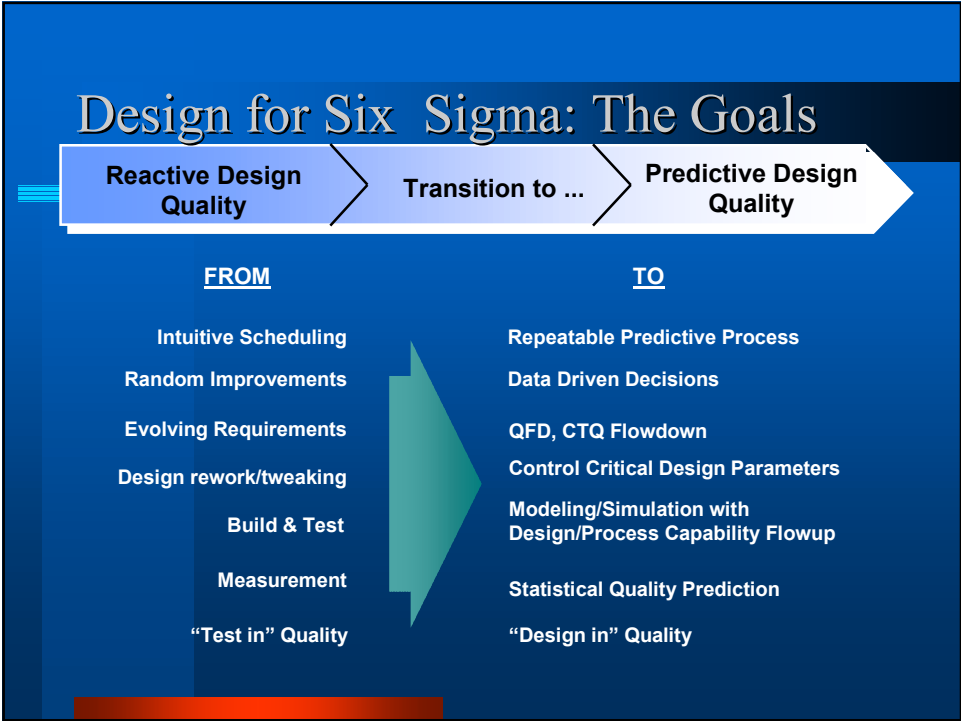 Design for Six Sigma: The Goals
Reactive Design
Quality
Transition to ...
Predictive Design
Quality
FROM
TO
Intuitive Scheduling
Repeatable Predictive Process
Random Improvements
Data Driven Decisions
Evolving Requirements
QFD, CTQ Flowdown
Design rework/tweaking
Control Critical Design Parameters
Build & Test
Modeling/Simulation with
Design/Process Capability Flowup
Measurement
Statistical Quality Prediction
“Test in” Quality
“Design in” Quality